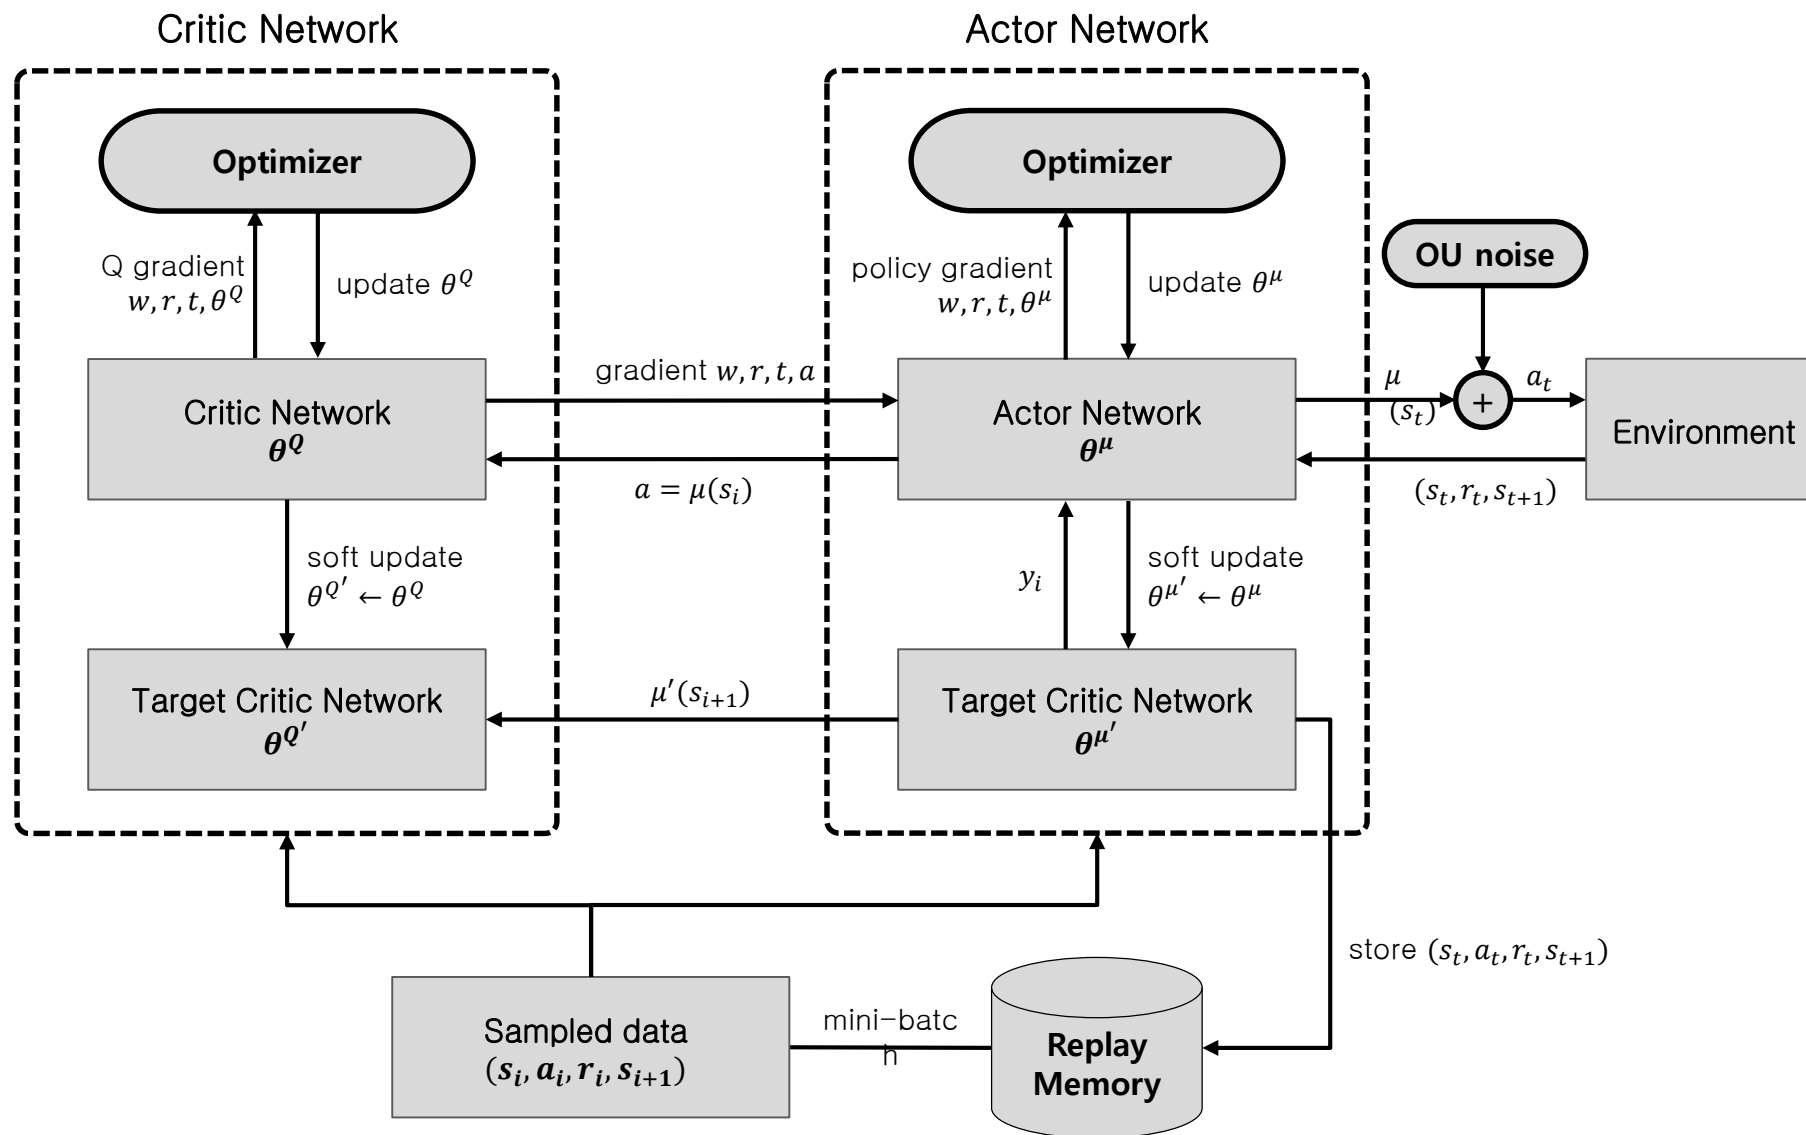 Critic Network
Actor Network
Optimizer
Optimizer
OU noise
Q gradient
w, r, t, θ^Q
update θ^Q
policy gradient
w, r, t, θ^μ
update θ^μ
gradient w, r, t, a
μ
(s_t)
+
a_t
Critic Network
θ^Q
Actor Network
θ^μ
Environment
a = μ(s_i)
(s_t, r_t, s_{t+1})
soft update
θ^{Q'} ← θ^Q
y_i
soft update
θ^{μ'} ← θ^μ
Target Critic Network
θ^{Q'}
μ'(s_{i+1})
Target Critic Network
θ^{μ'}
store (s_t, a_t, r_t, s_{t+1})
Sampled data
(s_i, a_i, r_i, s_{i+1})
mini-batc
h
Replay
Memory